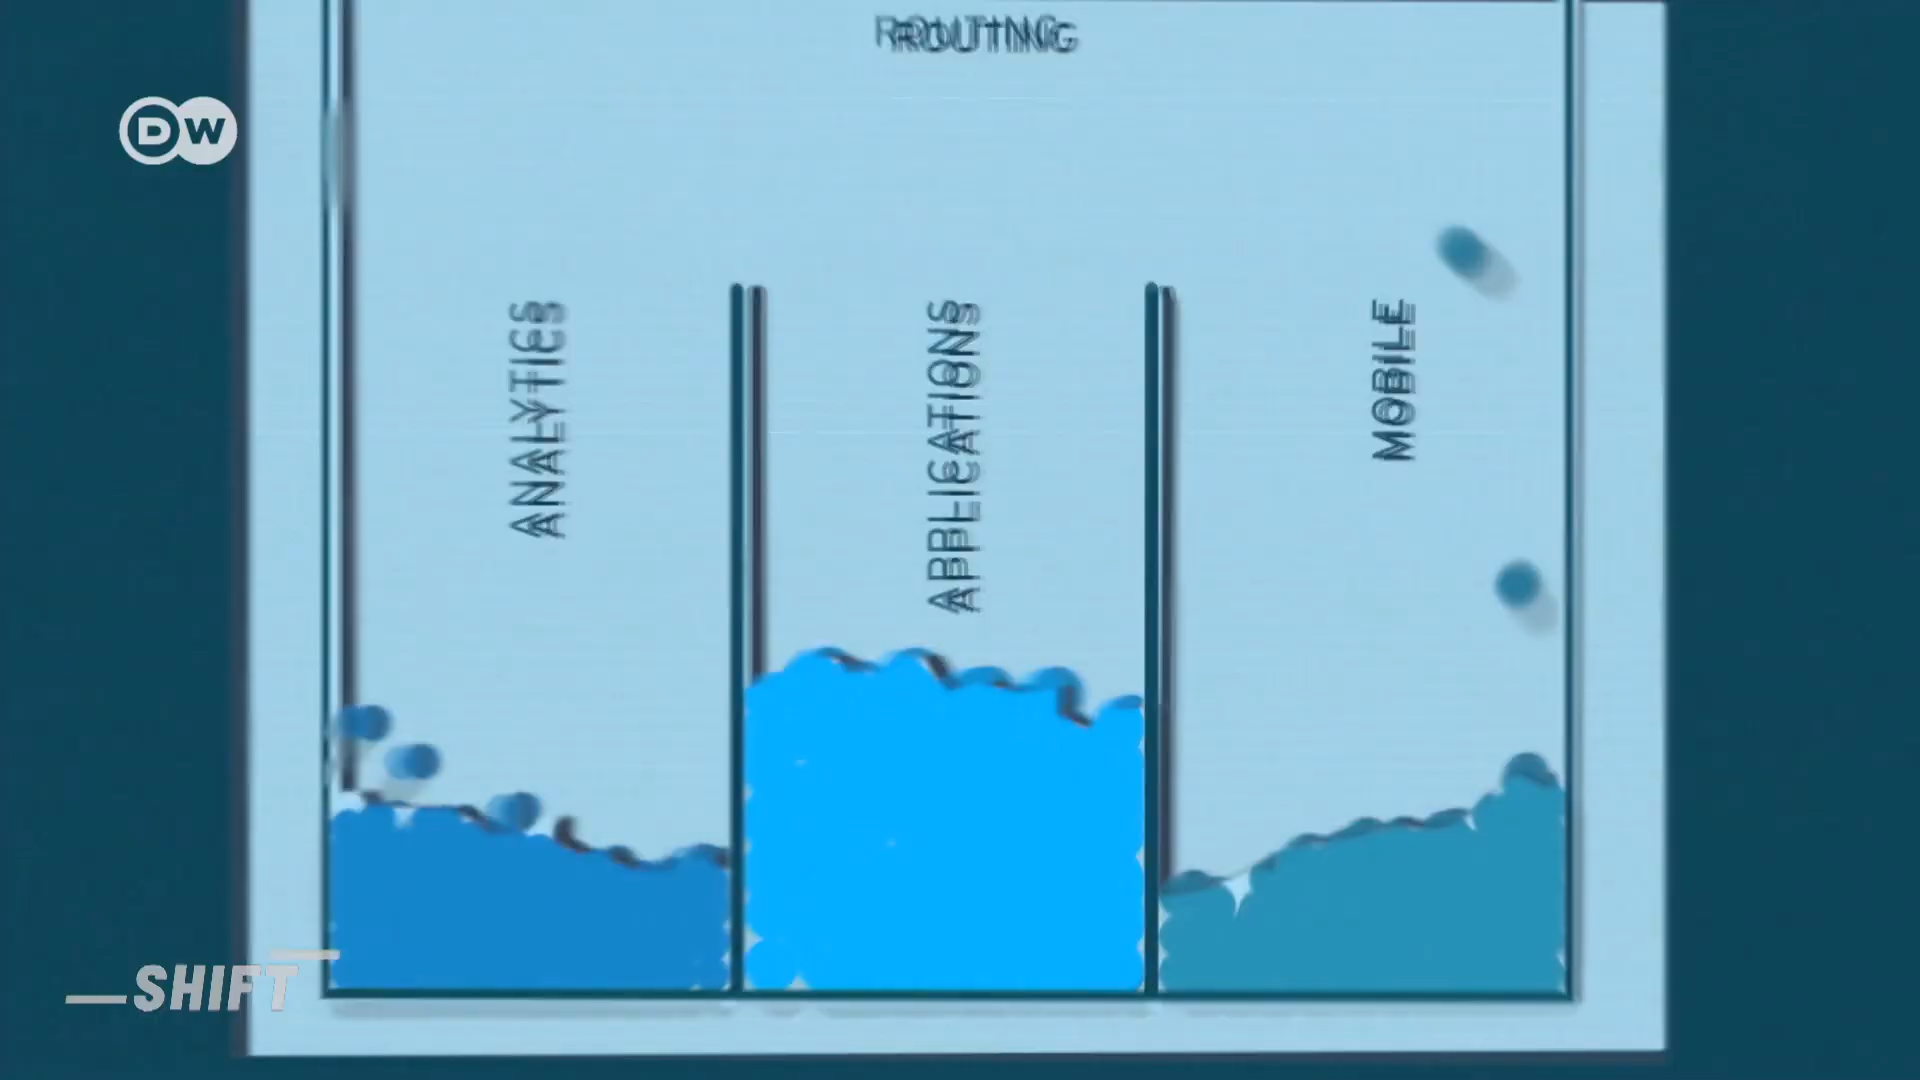 ROUTING
DW
ANALYTICS
APPLICATIONS
MOBILE
SHIFT